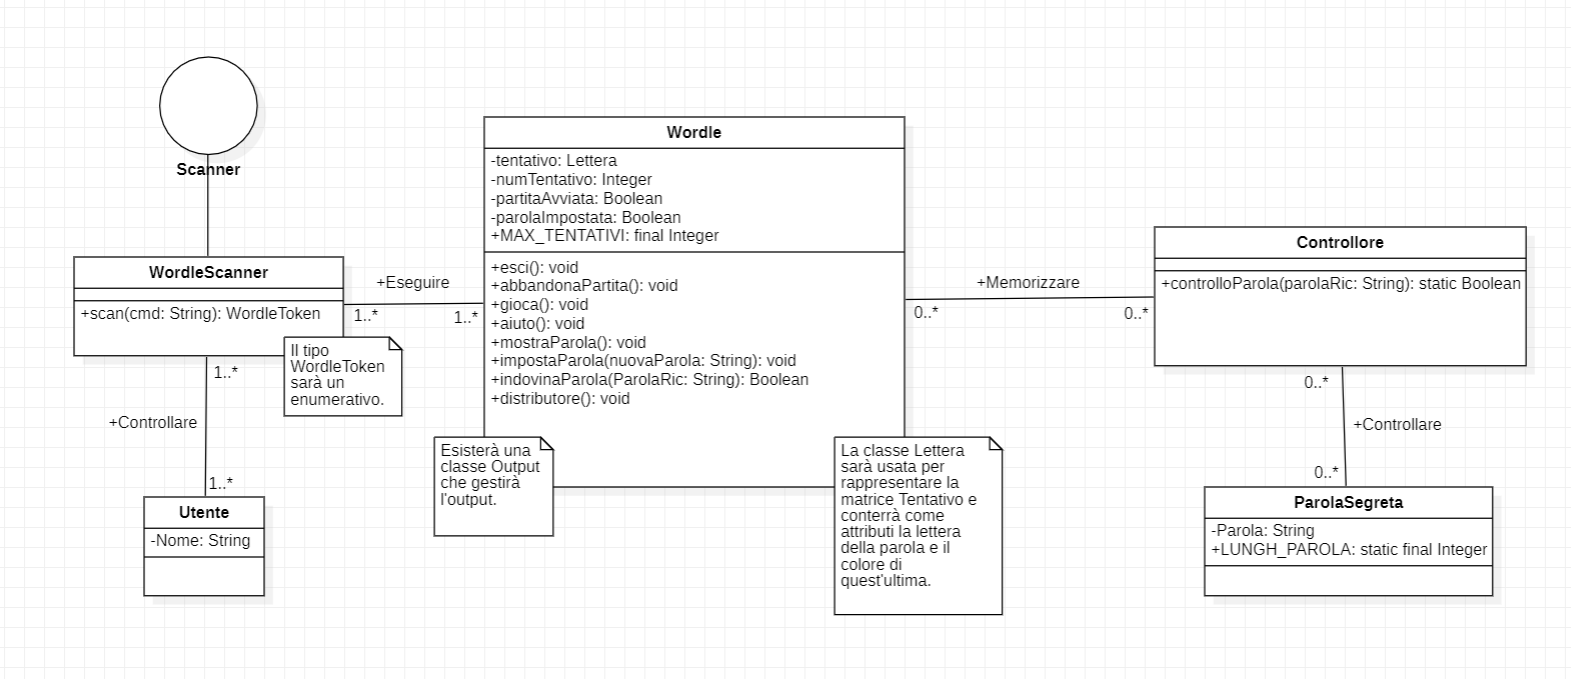 Scanner
WordleScanner
+scan(cmd: String): WordleToken
Il tipo
WordleToken
sarà un
enumerativo.
+Eseguire
1..*
1..*
1..*
+Controllare
1..*
Utente
-Nome: String
Wordle
-tentativo: Lettera
-numTentativo: Integer
-partitaAvviata: Boolean
-parolaImpostata: Boolean
+MAX_TENTATIVI: final Integer
+esci(): void
+abbandonaPartita(): void
+gioca(): void
+aiuto(): void
+mostraParola(): void
+impostaParola(nuovaParola: String): void
+indovinaParola(ParolaRic: String): Boolean
+distributore(): void
Esisterà una
classe Output
che gestirà
l'output.
La classe Lettera
sarà usata per
rappresentare la
matrice Tentativo e
conterrà come
attributi la lettera
della parola e il
colore di
quest'ultima.
+Memorizzare
0..*
0..*
Controllore
+controlloParola(parolaRic: String): static Boolean
0..*
+Controllare
0..*
ParolaSegreta
-Parola: String
+LUNGH_PAROLA: static final Integer